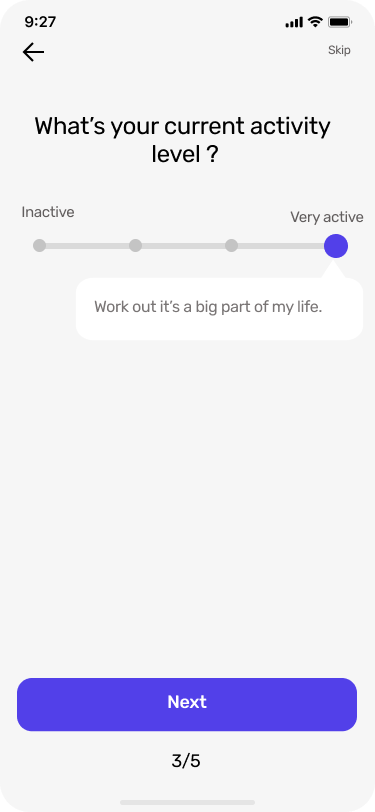 9:27
Skip
What’s your current activity
level ?
Inactive
Very active
Work out it’s a big part of my life.
Next
3/5